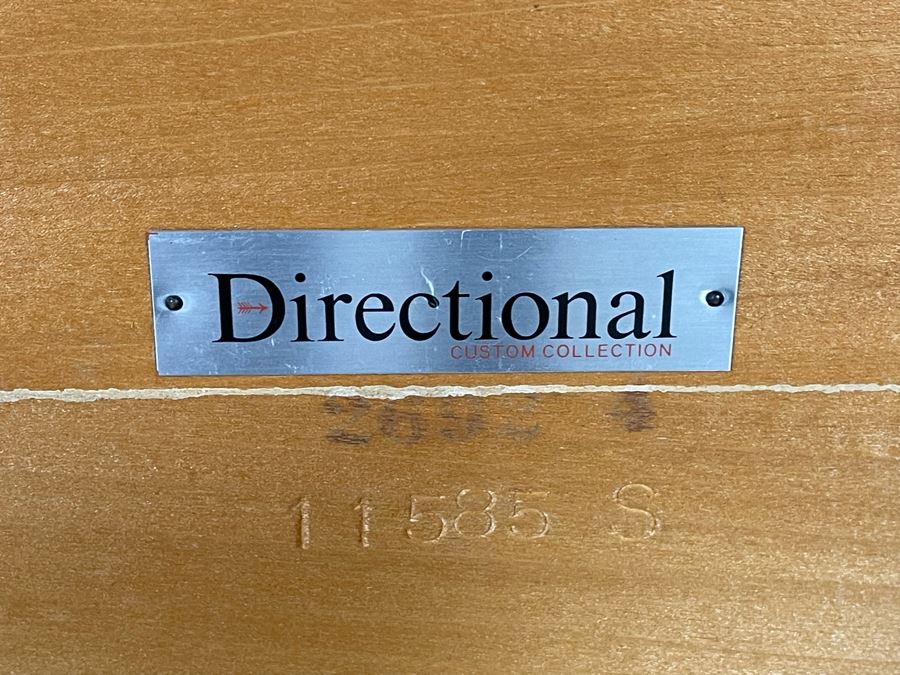 Directional
CUSTOM COLLECTION
11585 S